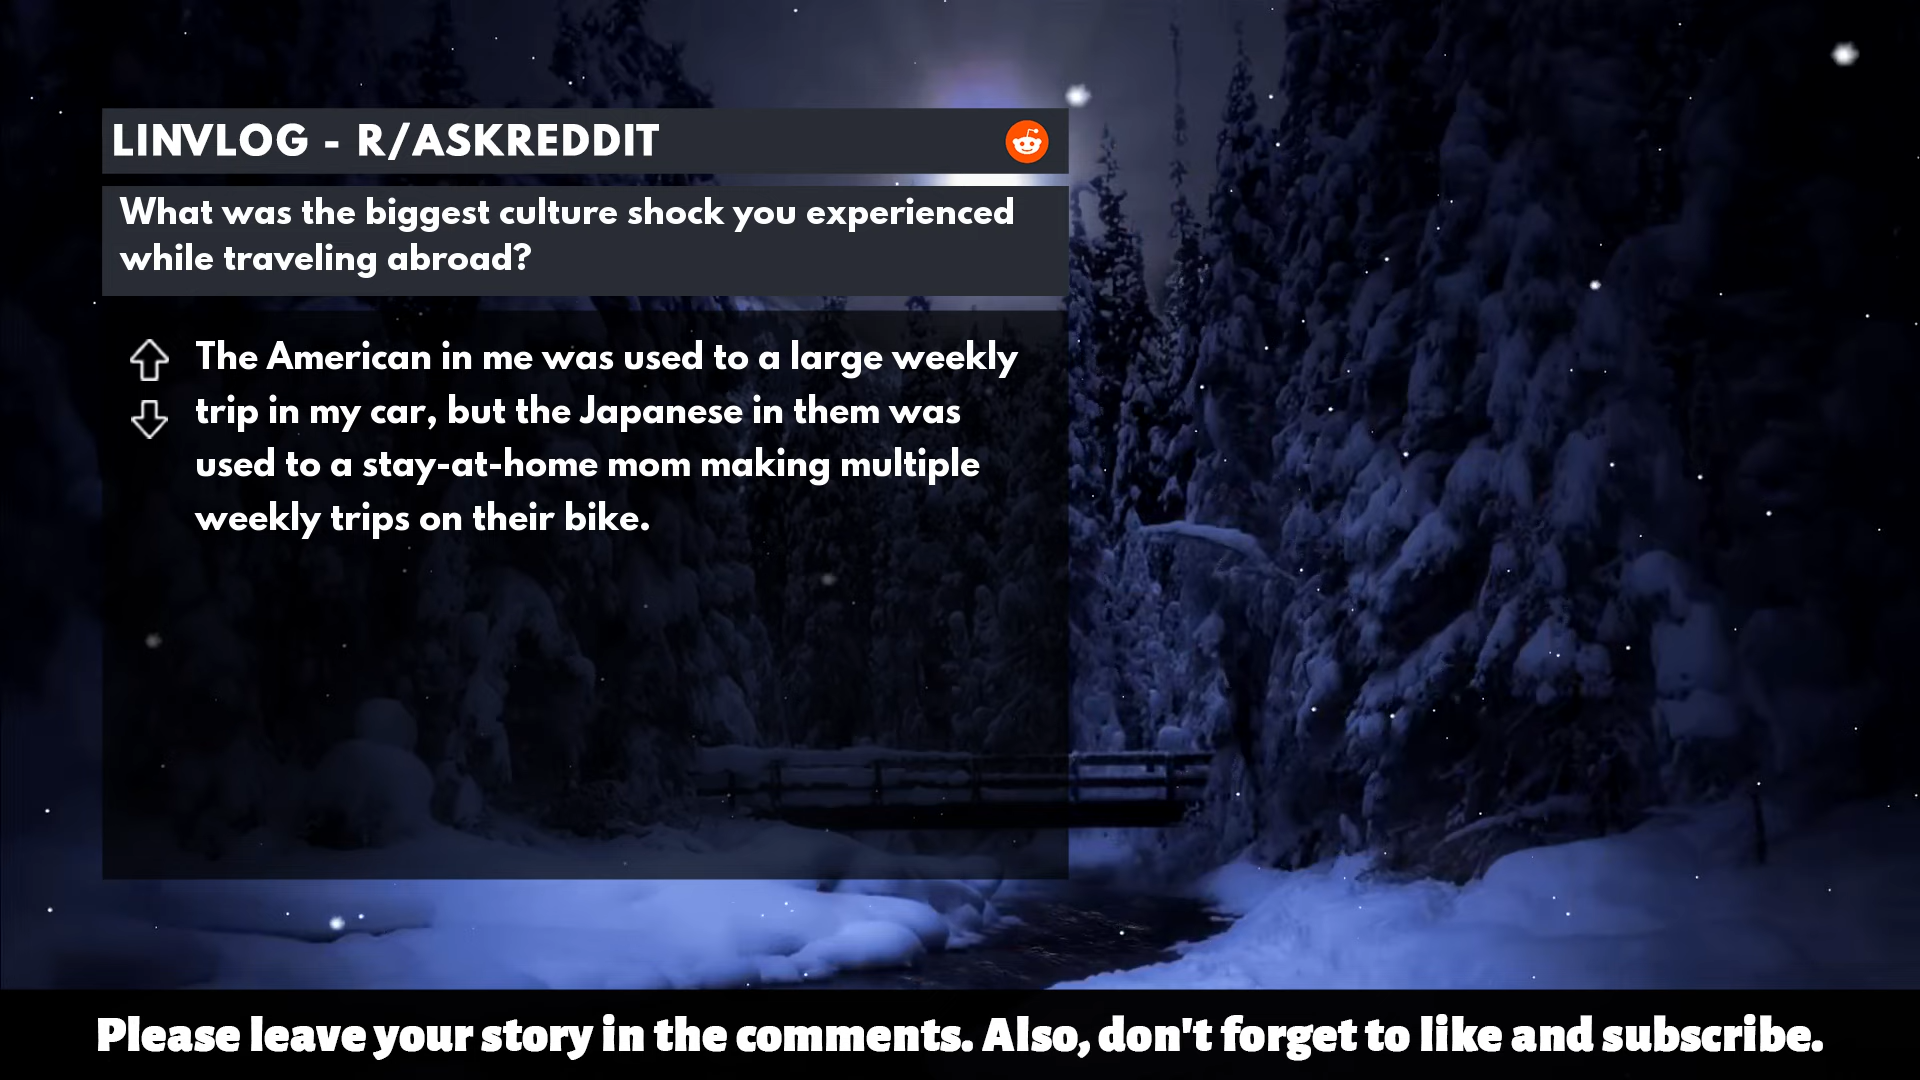 LINVLOG - R/ASKREDDIT
What was the biggest culture shock you experienced
while traveling abroad?
The American in me was used to a large weekly
trip in my car, but the Japanese in them was
used to a stay-at-home mom making multiple
weekly trips on their bike.
Please leave your story in the comments. Also, don't forget to like and subscribe.